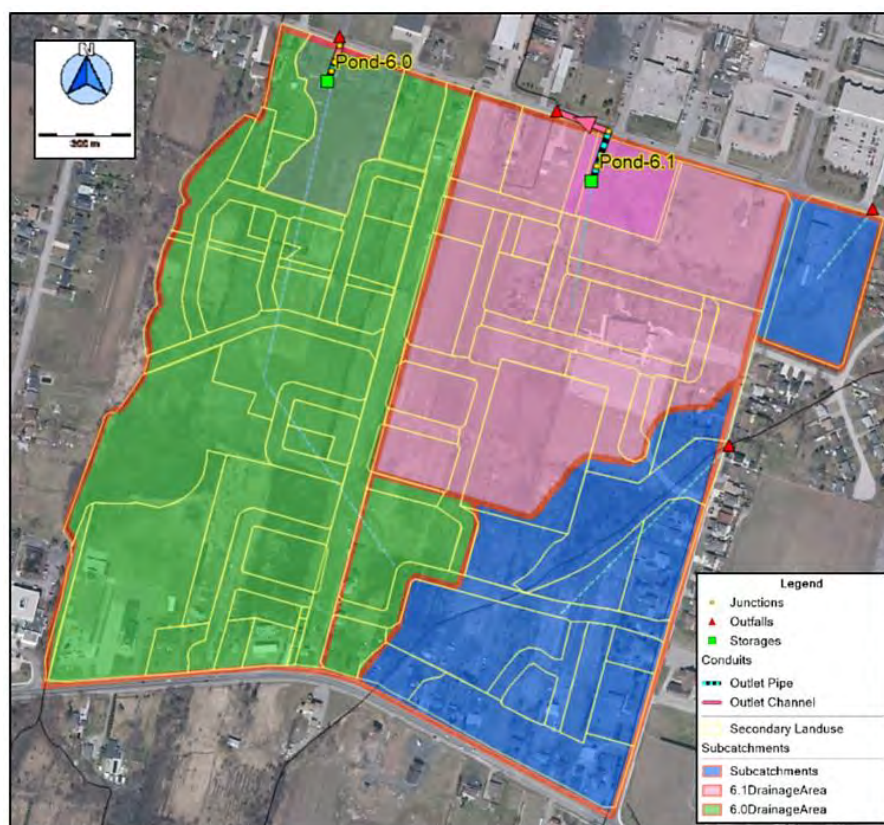 N
300 m
Pond-6.0
Pond-6.1
Legend
Junctions
Outfalls
Storages
Conduits
Outlet Pipe
Outlet Channel
Secondary Landuse
Subcatchments
Subcatchments
6.1DrainageArea
6.0DrainageArea